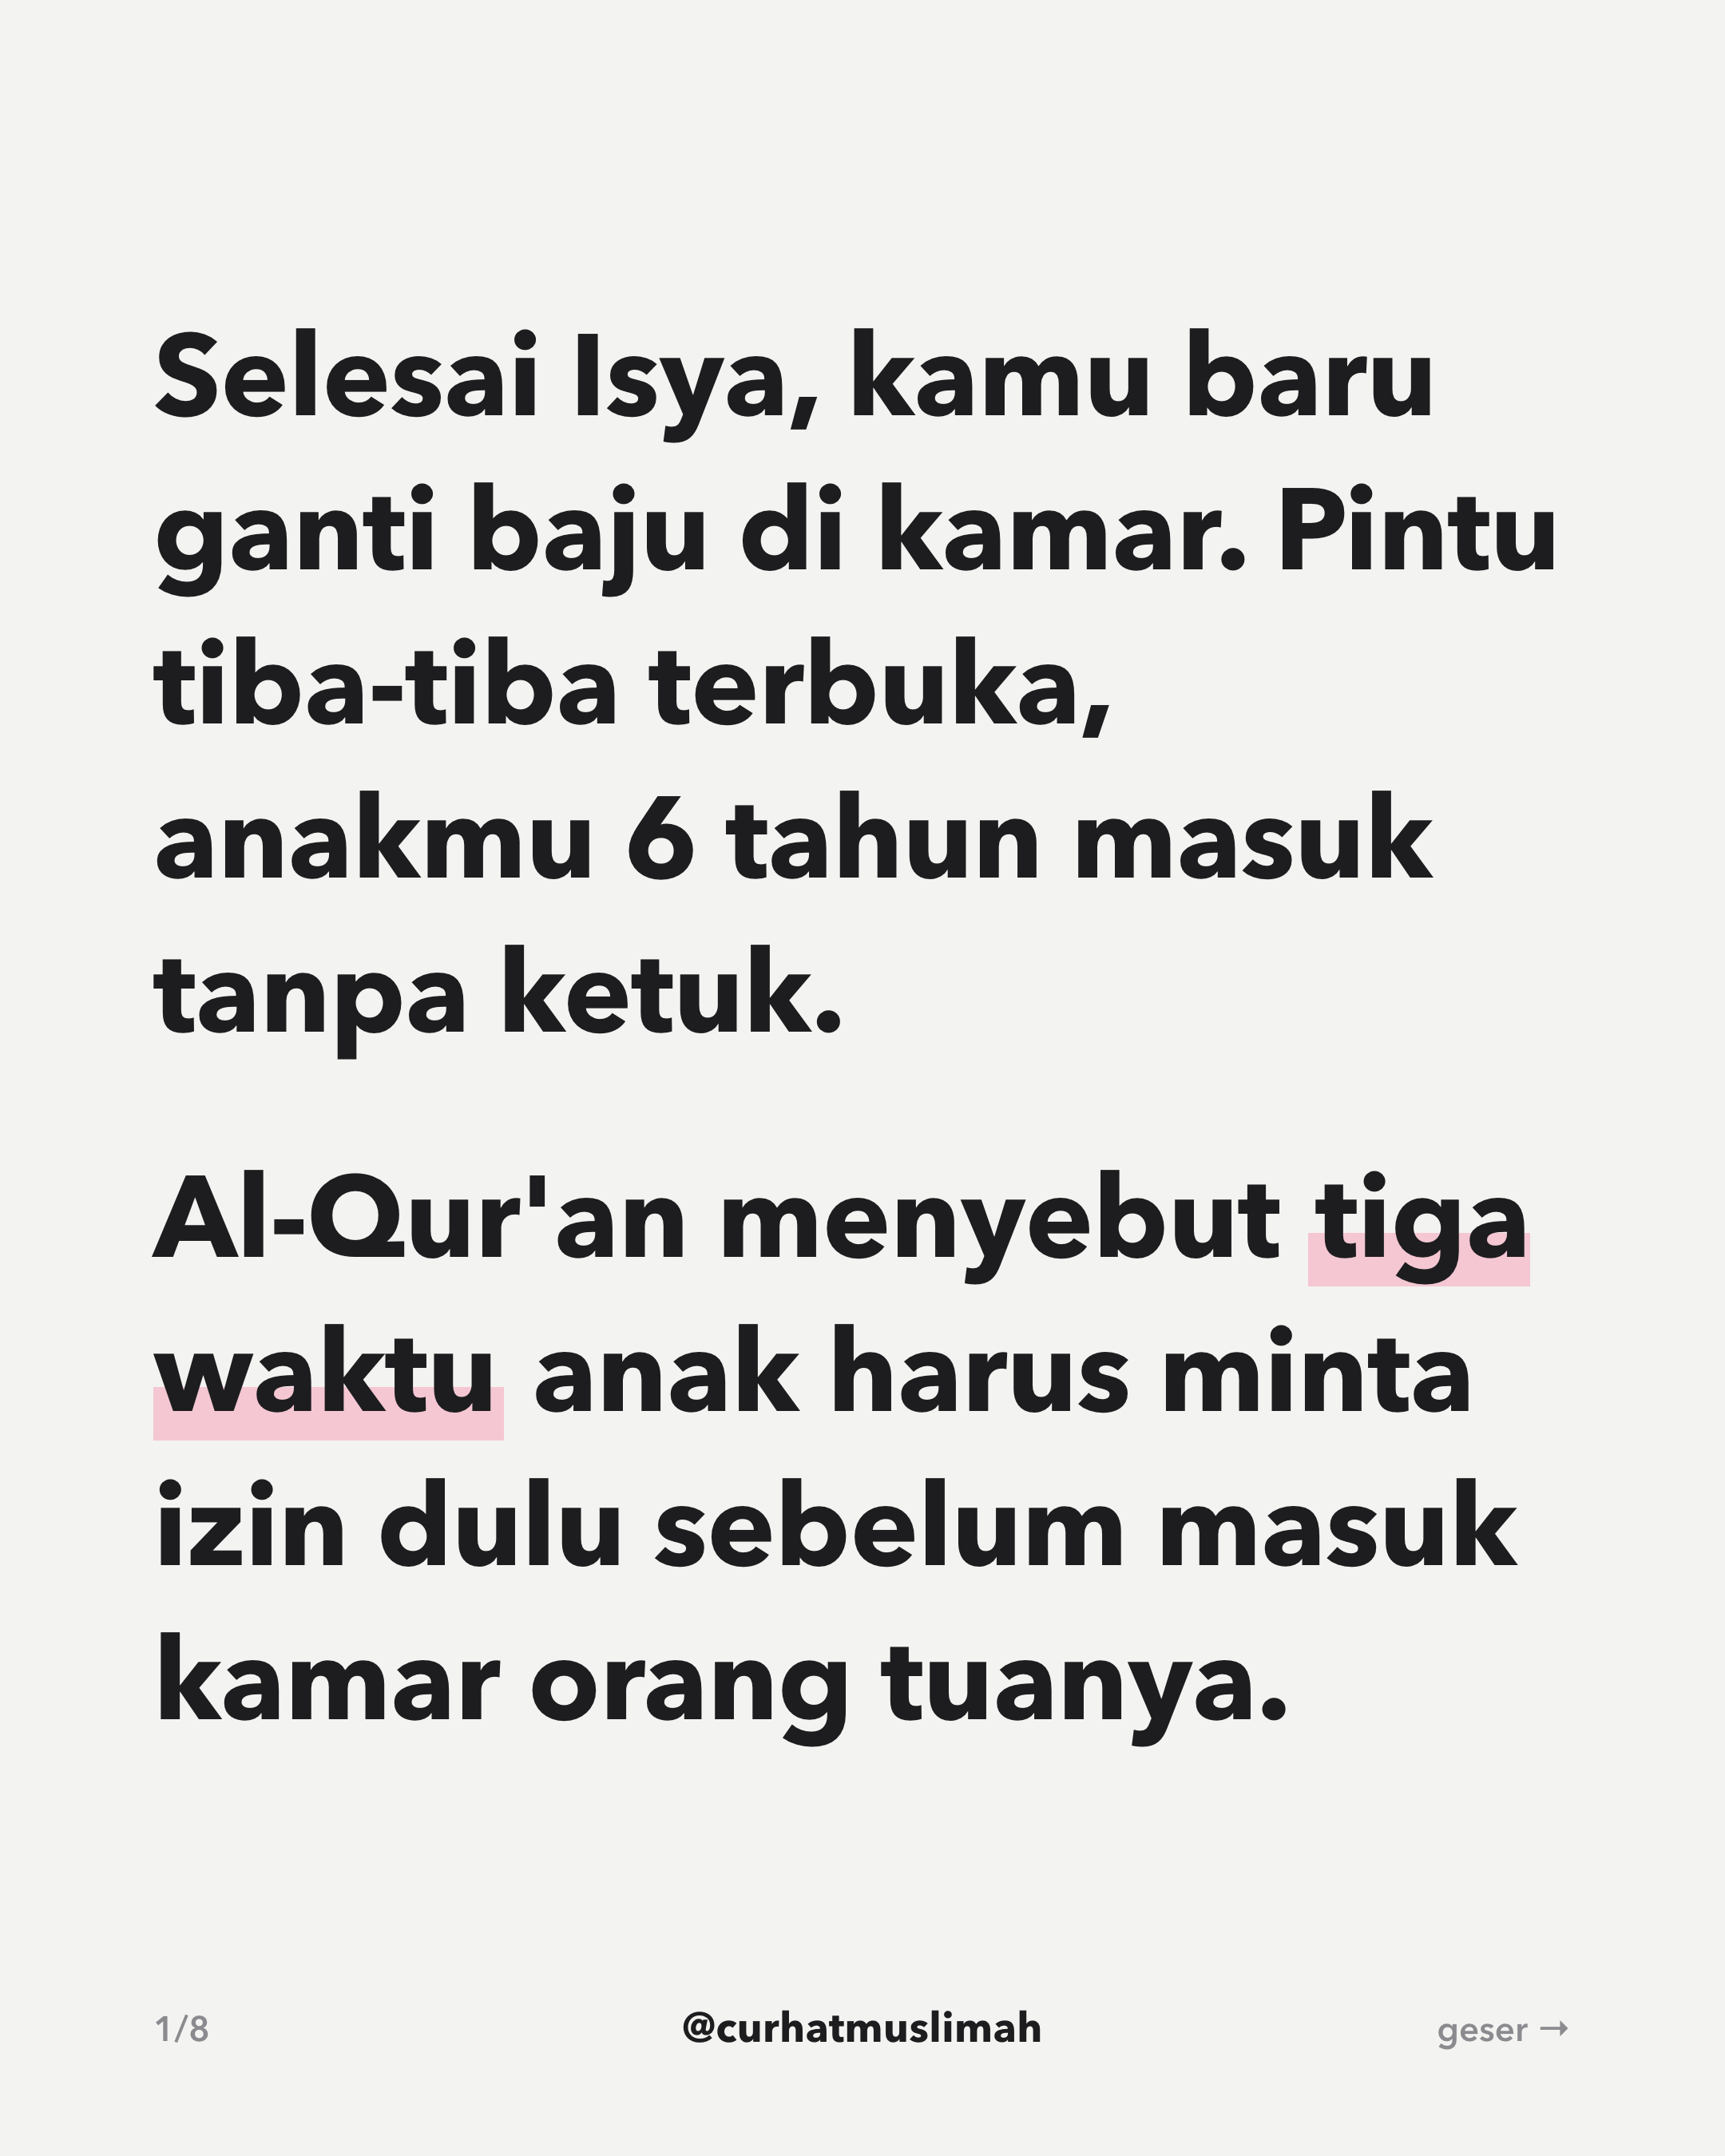 Selesai Isya, kamu baru
ganti baju di kamar. Pintu
tiba-tiba terbuka,
anakmu 6 tahun masuk
tanpa ketuk.
Al-Qur'an menyebut tiga
waktu anak harus minta
izin dulu sebelum masuk
kamar orang tuanya.
1/8 @curhatmuslimah geser →